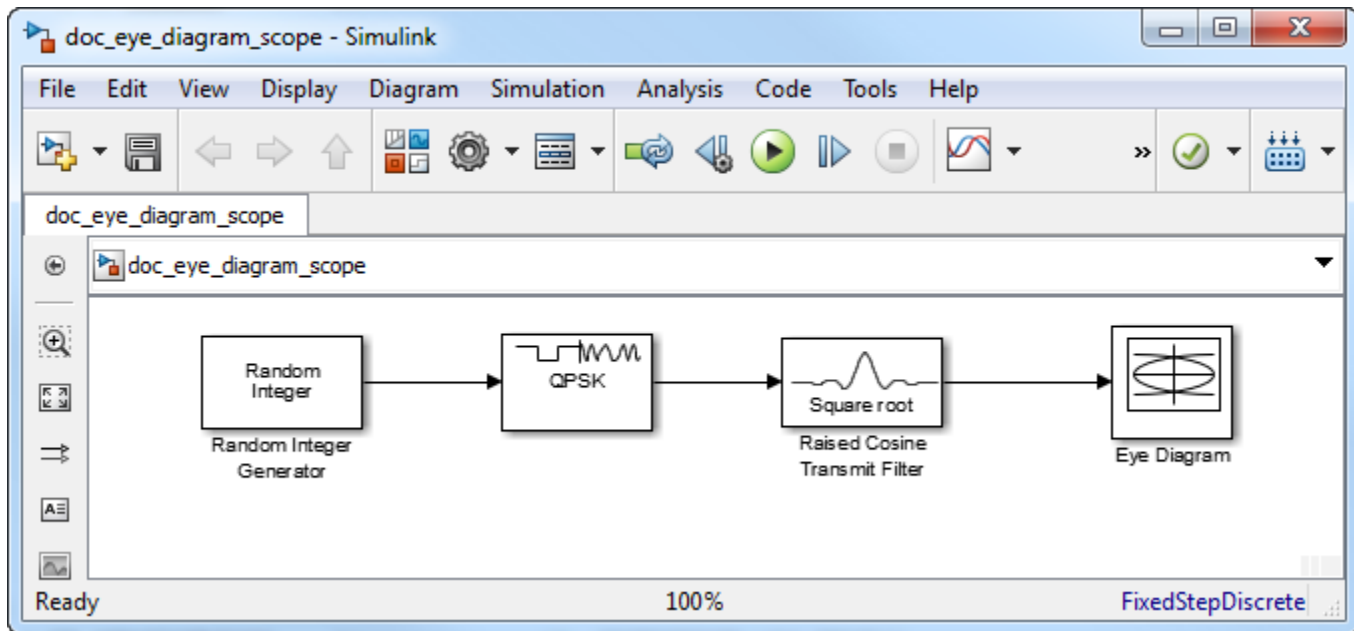 doc_eye_diagram_scope - Simulink
File Edit View Display Diagram Simulation Analysis Code Tools Help
»
doc_eye_diagram_scope
doc_eye_diagram_scope
Random
Integer
Random Integer
Generator
QPSK
Square root
Raised Cosine
Transmit Filter
Eye Diagram
A
Ready 100% FixedStepDiscrete